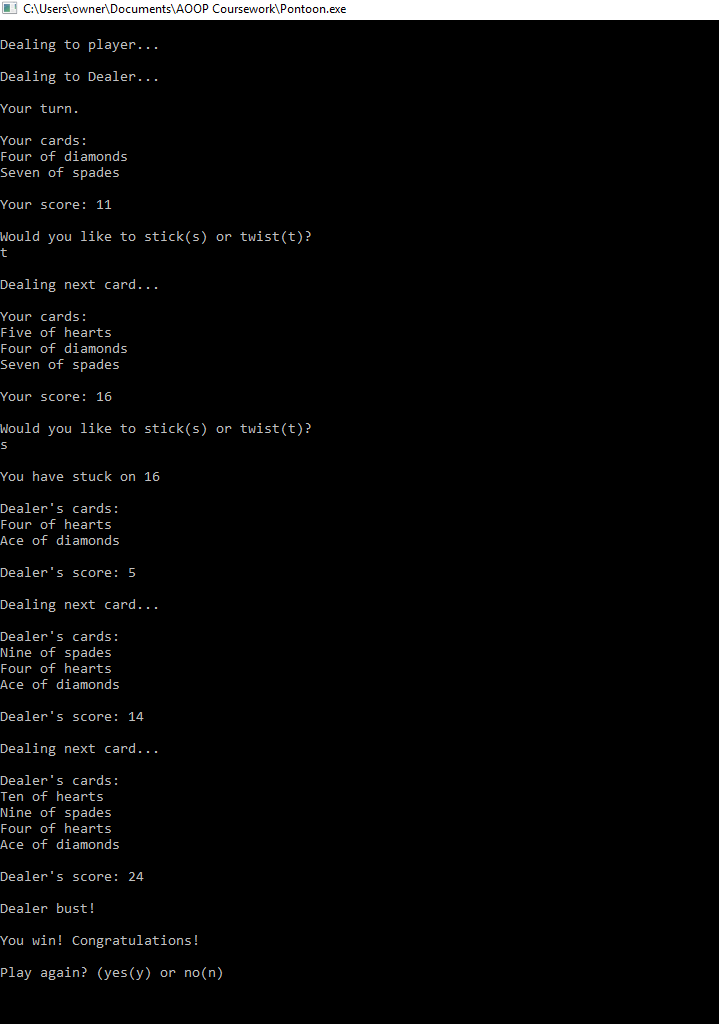 C:\Users\owner\Documents\AOOP Coursework\Pontoon.exe
Dealing to player...
Dealing to Dealer...
Your turn.
Your cards:
Four of diamonds
Seven of spades
Your score: 11
Would you like to stick(s) or twist(t)?
t
Dealing next card...
Your cards:
Five of hearts
Four of diamonds
Seven of spades
Your score: 16
Would you like to stick(s) or twist(t)?
s
You have stuck on 16
Dealer's cards:
Four of hearts
Ace of diamonds
Dealer's score: 5
Dealing next card...
Dealer's cards:
Nine of spades
Four of hearts
Ace of diamonds
Dealer's score: 14
Dealing next card...
Dealer's cards:
Ten of hearts
Nine of spades
Four of hearts
Ace of diamonds
Dealer's score: 24
Dealer bust!
You win! Congratulations!
Play again? (yes(y) or no(n)